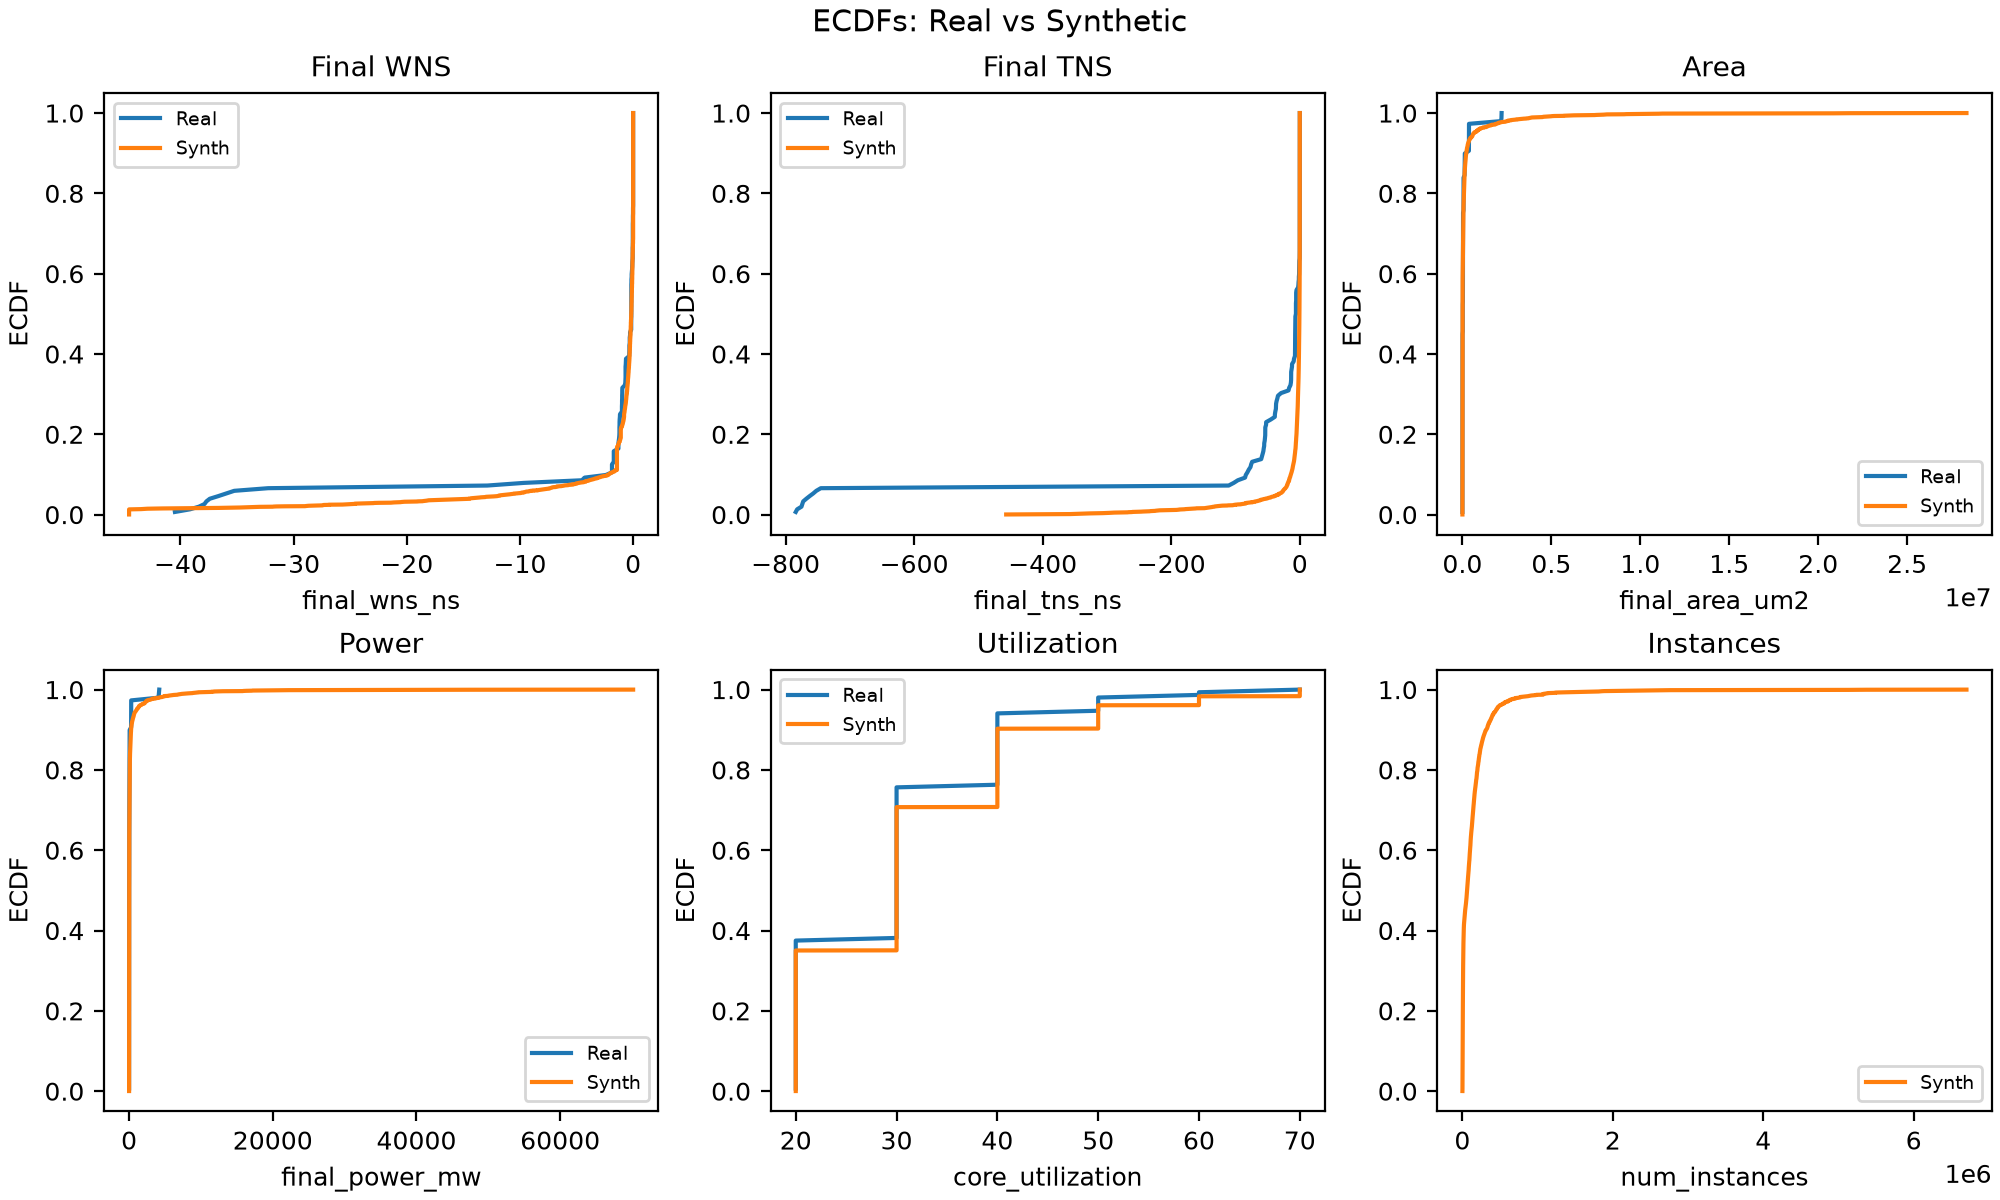 ECDFs: Real vs Synthetic
Final WNS
1.0
0.8
0.6
0.4
0.2
0.0
ECDF
Real
Synth
−40
−30
−20
−10
0
final_wns_ns
Final TNS
1.0
0.8
0.6
0.4
0.2
0.0
ECDF
Real
Synth
−800
−600
−400
−200
0
final_tns_ns
Area
1.0
0.8
0.6
0.4
0.2
0.0
ECDF
Real
Synth
0.0
0.5
1.0
1.5
2.0
2.5
1e7
final_area_um2
Power
1.0
0.8
0.6
0.4
0.2
0.0
ECDF
Real
Synth
0
20000
40000
60000
final_power_mw
Utilization
1.0
0.8
0.6
0.4
0.2
0.0
ECDF
Real
Synth
20
30
40
50
60
70
core_utilization
Instances
1.0
0.8
0.6
0.4
0.2
0.0
ECDF
Synth
0
2
4
6
1e6
num_instances